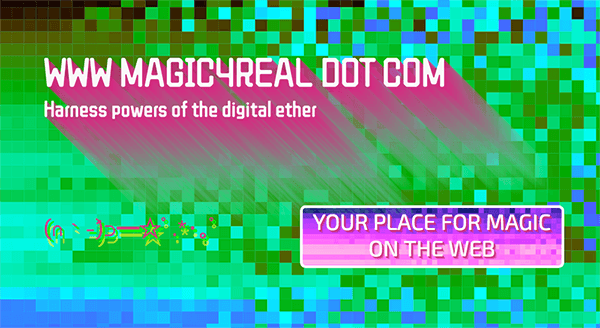 WWW MAGIC4REAL DOT COM
Harness powers of the digital ether
(∩｀-´)⊃━☆ﾟ.*･｡ﾟ
YOUR PLACE FOR MAGIC
ON THE WEB